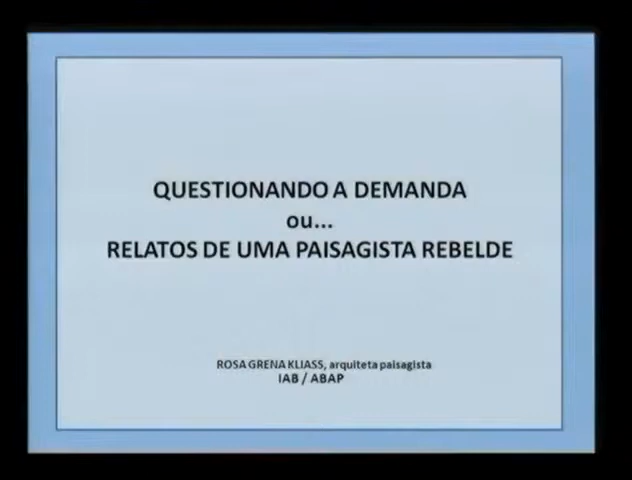 QUESTIONANDO A DEMANDA
ou...
RELATOS DE UMA PAISAGISTA REBELDE
ROSA GRENA KLIASS, arquiteta paisagista
IAB / ABAP